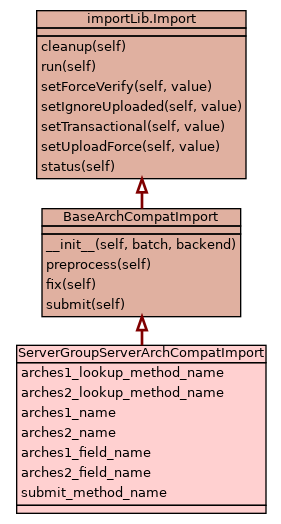 importLib.Import
cleanup(self)
run(self)
setForceVerify(self, value)
setIgnoreUploaded(self, value)
setTransactional(self, value)
setUploadForce(self, value)
status(self)
BaseArchCompatImport
__init__(self, batch, backend)
preprocess(self)
fix(self)
submit(self)
ServerGroupServerArchCompatImport
arches1_lookup_method_name
arches2_lookup_method_name
arches1_name
arches2_name
arches1_field_name
arches2_field_name
submit_method_name